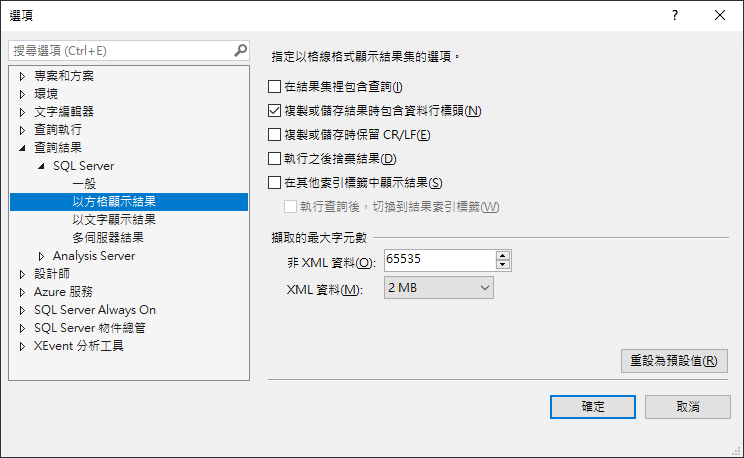 選項
搜尋選項 (Ctrl+E)
專案和方案
環境
文字編輯器
查詢執行
查詢結果
SQL Server
一般
以方格顯示結果
以文字顯示結果
多伺服器結果
Analysis Server
設計師
Azure 服務
SQL Server Always On
SQL Server 物件總管
XEvent 分析工具
指定以格線格式顯示結果集的選項。
在結果集裡包含查詢(I)
複製或儲存結果時包含資料行標頭(N)
複製或儲存時保留 CR/LF(E)
執行之後捨棄結果(D)
在其他索引標籤中顯示結果(S)
執行查詢後，切換到結果索引標籤(W)
擷取的最大字元數
非 XML 資料(O): 65535
XML 資料(M): 2 MB
重設為預設值(R)
確定 取消